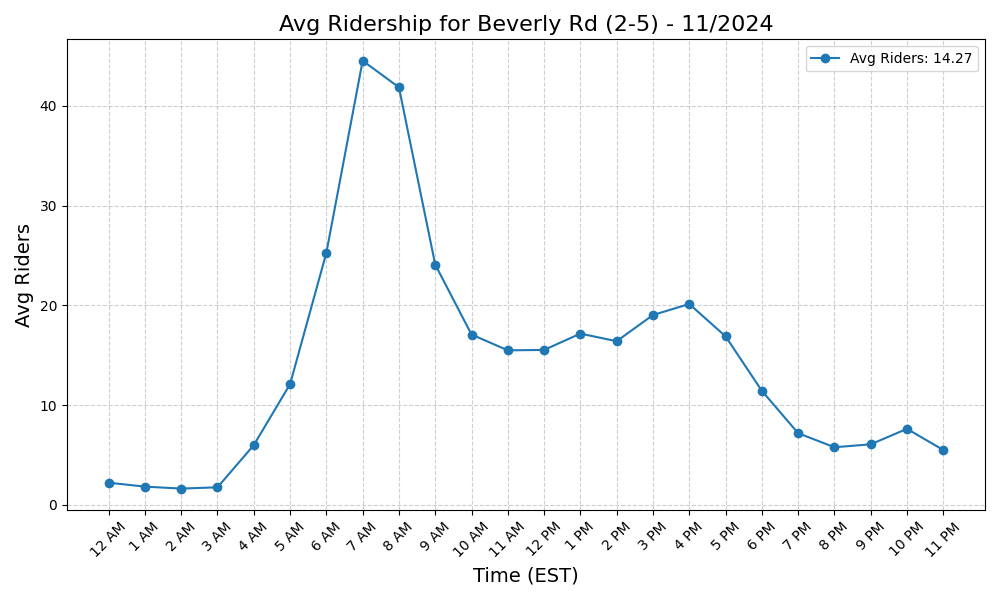 Avg Ridership for Beverly Rd (2-5) - 11/2024
Avg Riders: 14.27
Avg Riders
40
30
20
10
0
12 AM
1 AM
2 AM
3 AM
4 AM
5 AM
6 AM
7 AM
8 AM
9 AM
10 AM
11 AM
12 PM
1 PM
2 PM
3 PM
4 PM
5 PM
6 PM
7 PM
8 PM
9 PM
10 PM
11 PM
Time (EST)